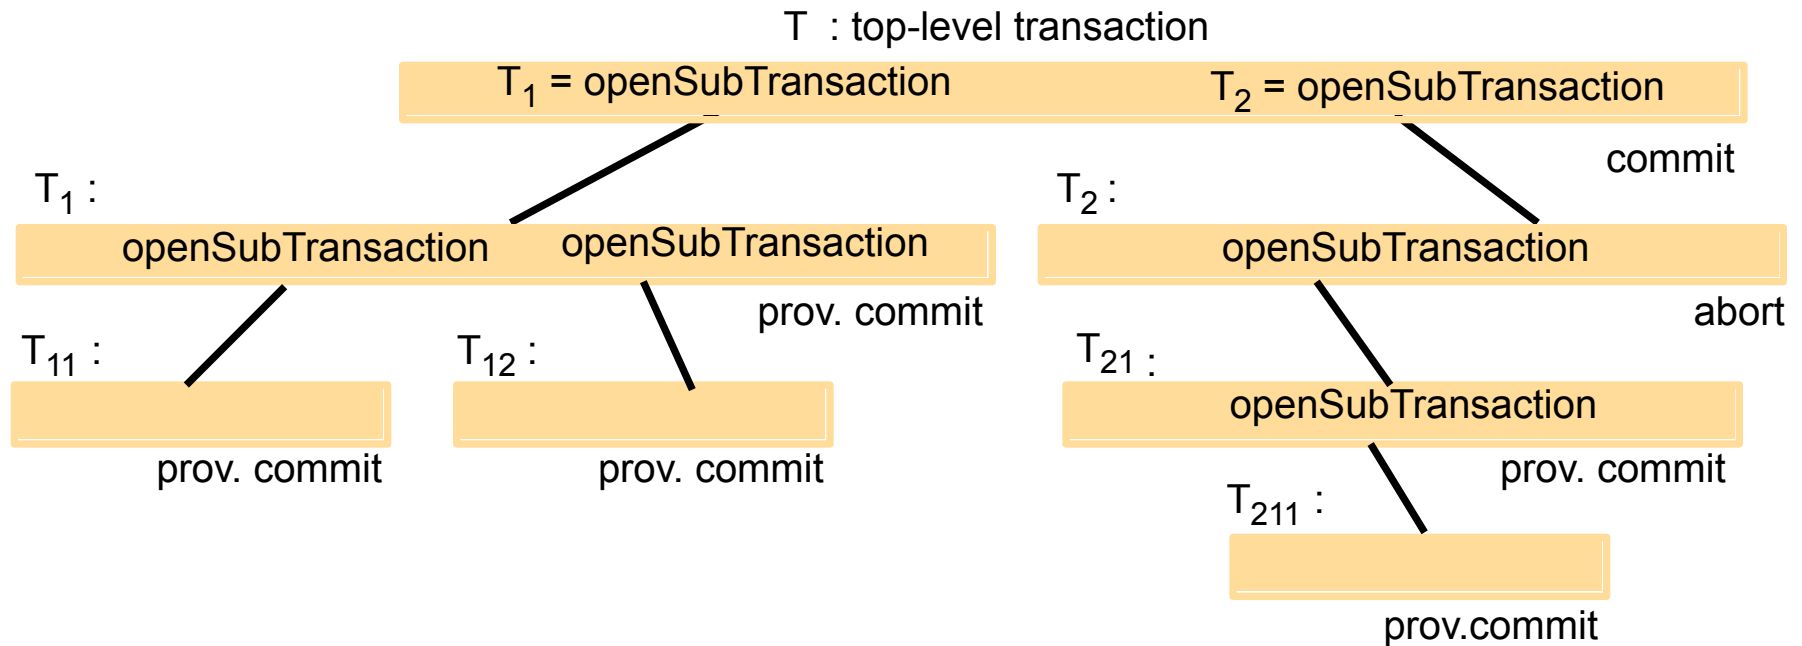 T : top-level transaction
T1 = openSubTransaction
T2 = openSubTransaction
commit
T1 :
T2 :
openSubTransaction
openSubTransaction
openSubTransaction
prov. commit
abort
T11 :
T12 :
T21 :
openSubTransaction
prov. commit
prov. commit
prov. commit
T211 :
prov.commit